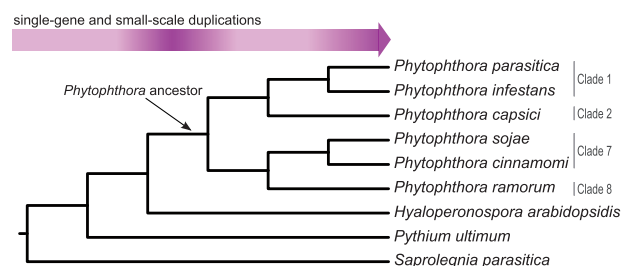 single-gene and small-scale duplications
Phytophthora parasitica
Clade 1
Phytophthora ancestor
Phytophthora infestans
Phytophthora capsici
Clade 2
Phytophthora sojae
Clade 7
Phytophthora cinnamomi
Phytophthora ramorum
Clade 8
Hyaloperonospora arabidopsidis
Pythium ultimum
Saprolegnia parasitica